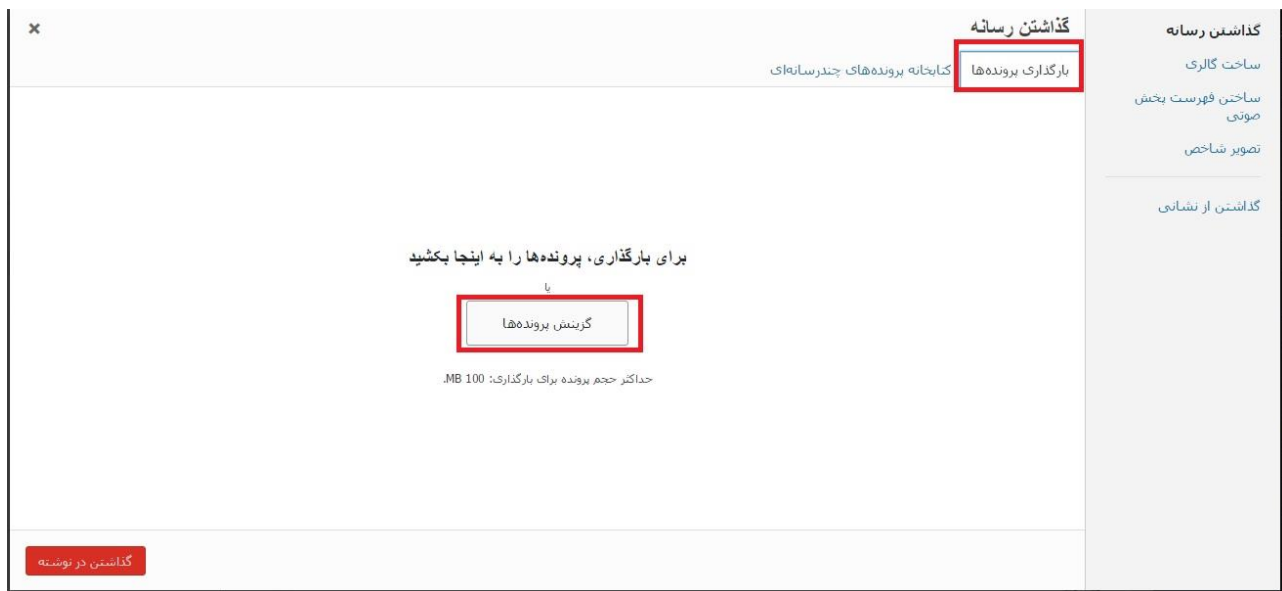 گذاشتن رسانه
ساخت گالری
ساختن فهرست پخش
صوتی
تصویر شاخص
گذاشتن از نشانی
گذاشتن رسانه
×
بارگذاری پرونده‌ها
کتابخانه پرونده‌های چندرسانه‌ای
برای بارگذاری، پرونده‌ها را به اینجا بکشید
یا
گزینش پرونده‌ها
حداکثر حجم پرونده برای بارگذاری: 100 MB.
گذاشتن در نوشته